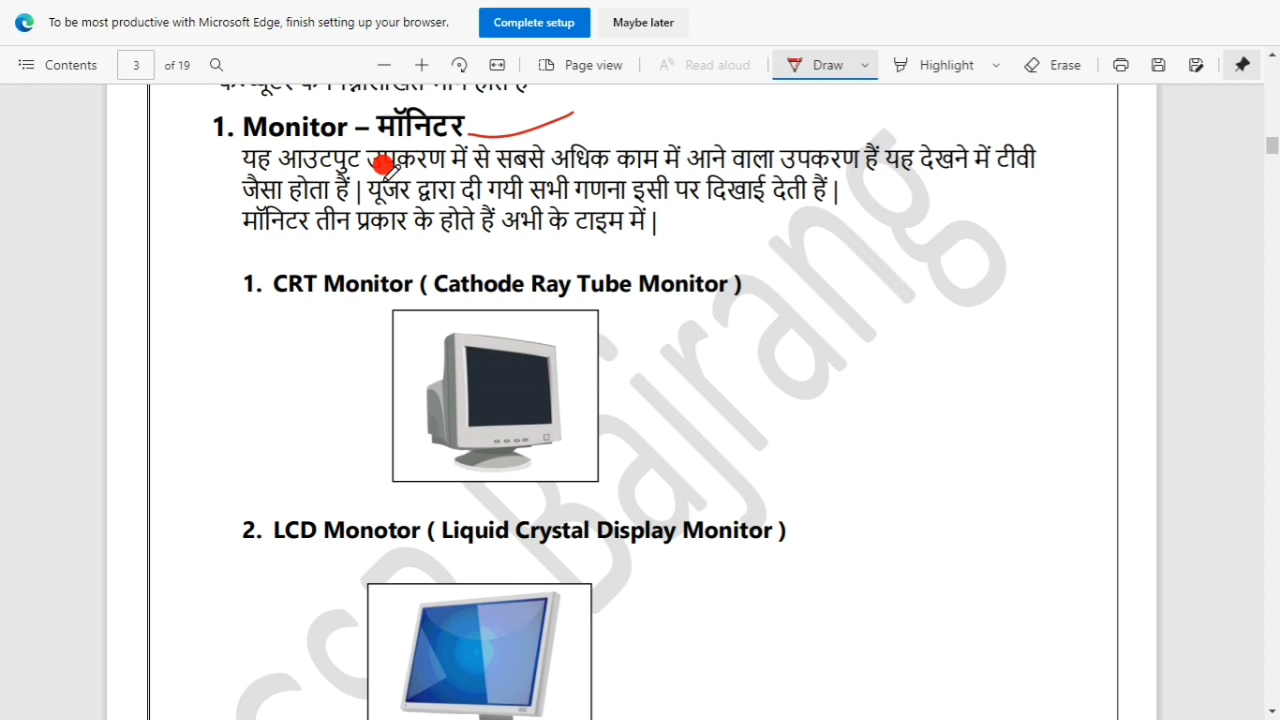 To be most productive with Microsoft Edge, finish setting up your browser.
Complete setup
Maybe later
Contents
3
of 19
Page view
Read aloud
Draw
Highlight
Erase
1. Monitor – मॉनिटर
यह आउटपुट उपकरण में से सबसे अधिक काम में आने वाला उपकरण हैं यह देखने में टीवी
जैसा होता हैं | यूजर द्वारा दी गयी सभी गणना इसी पर दिखाई देती हैं |
मॉनिटर तीन प्रकार के होते हैं अभी के टाइम में |
1. CRT Monitor ( Cathode Ray Tube Monitor )
2. LCD Monotor ( Liquid Crystal Display Monitor )
Bajrang